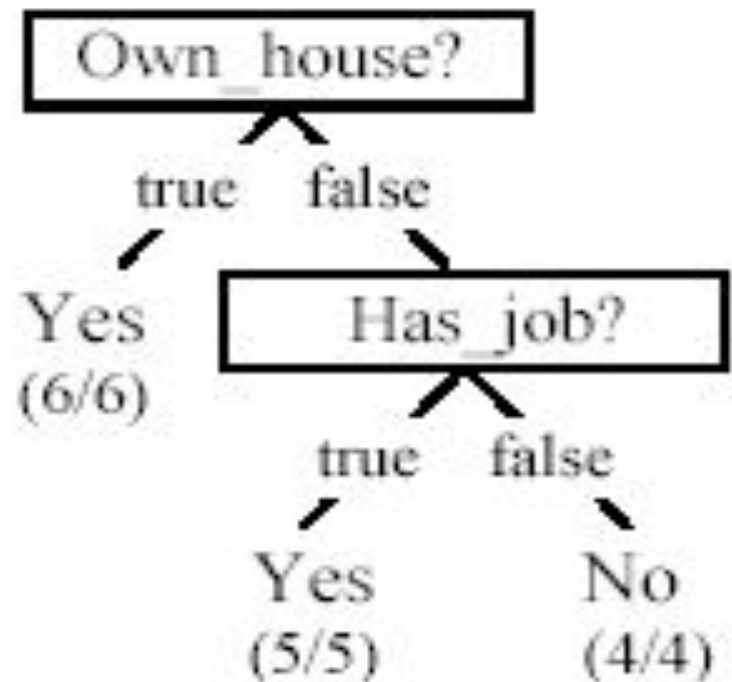 Own_house?
true false
Yes
(6/6)
Has_job?
true false
Yes No
(5/5) (4/4)